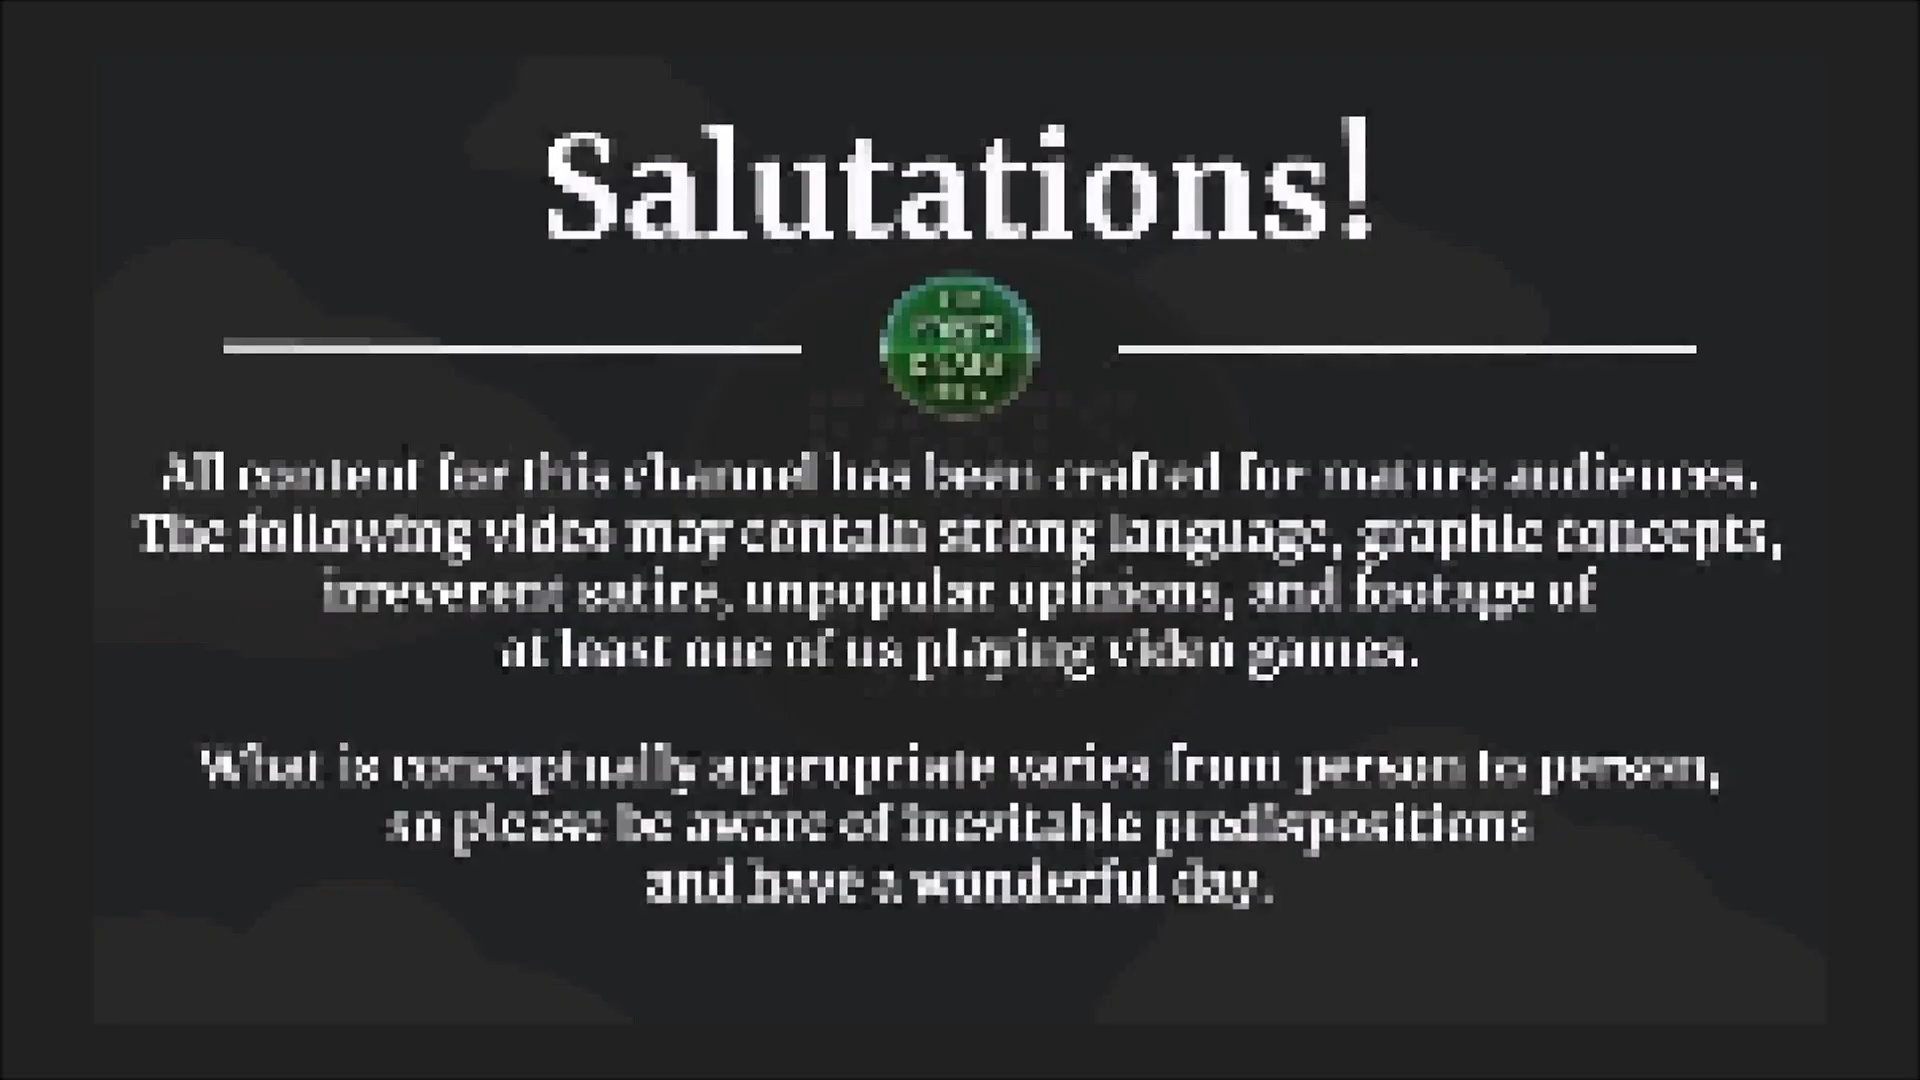 Salutations!
All content for this channel has been crafted for mature audiences.
The following video may contain strong language, graphic concepts,
irreverent satire, unpopular opinions, and footage of
at least one of us playing video games.
What is conceptually appropriate varies from person to person,
so please be aware of inevitable predispositions
and have a wonderful day.